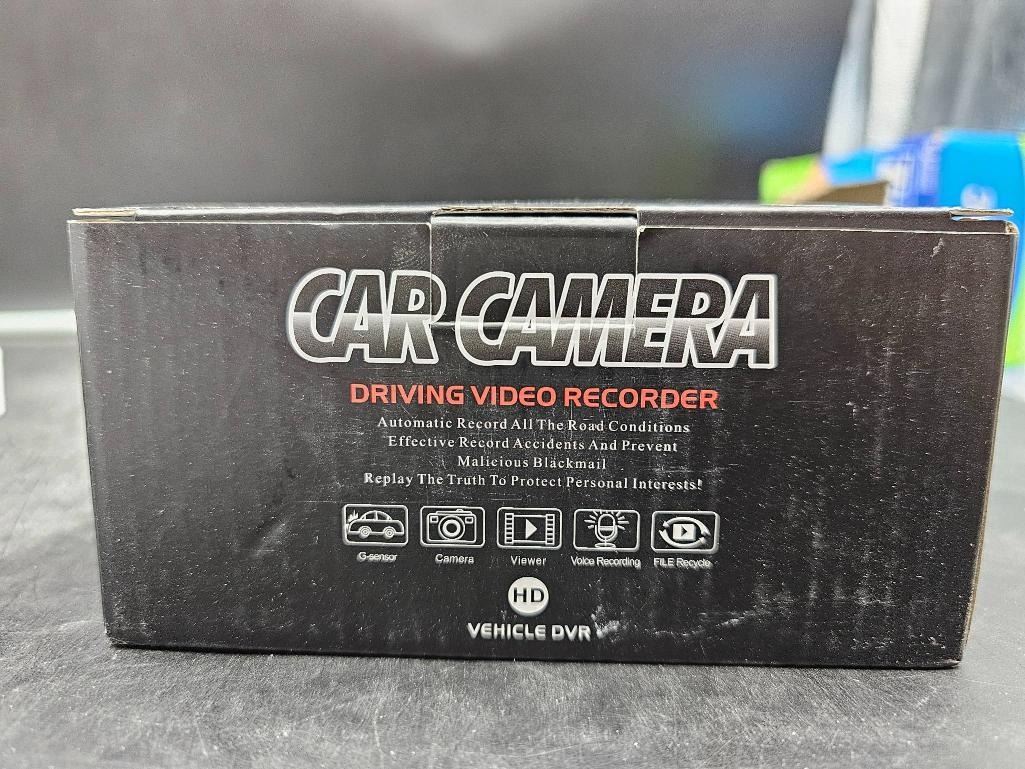 CAR CAMERA
DRIVING VIDEO RECORDER
Automatic Record All The Road Conditions
Effective Record Accidents And Prevent
Malicious Blackmail
Replay The Truth To Protect Personal Interests!
G-sensor Camera Viewer Voice Recording FILE Recycle
HD
VEHICLE DVR